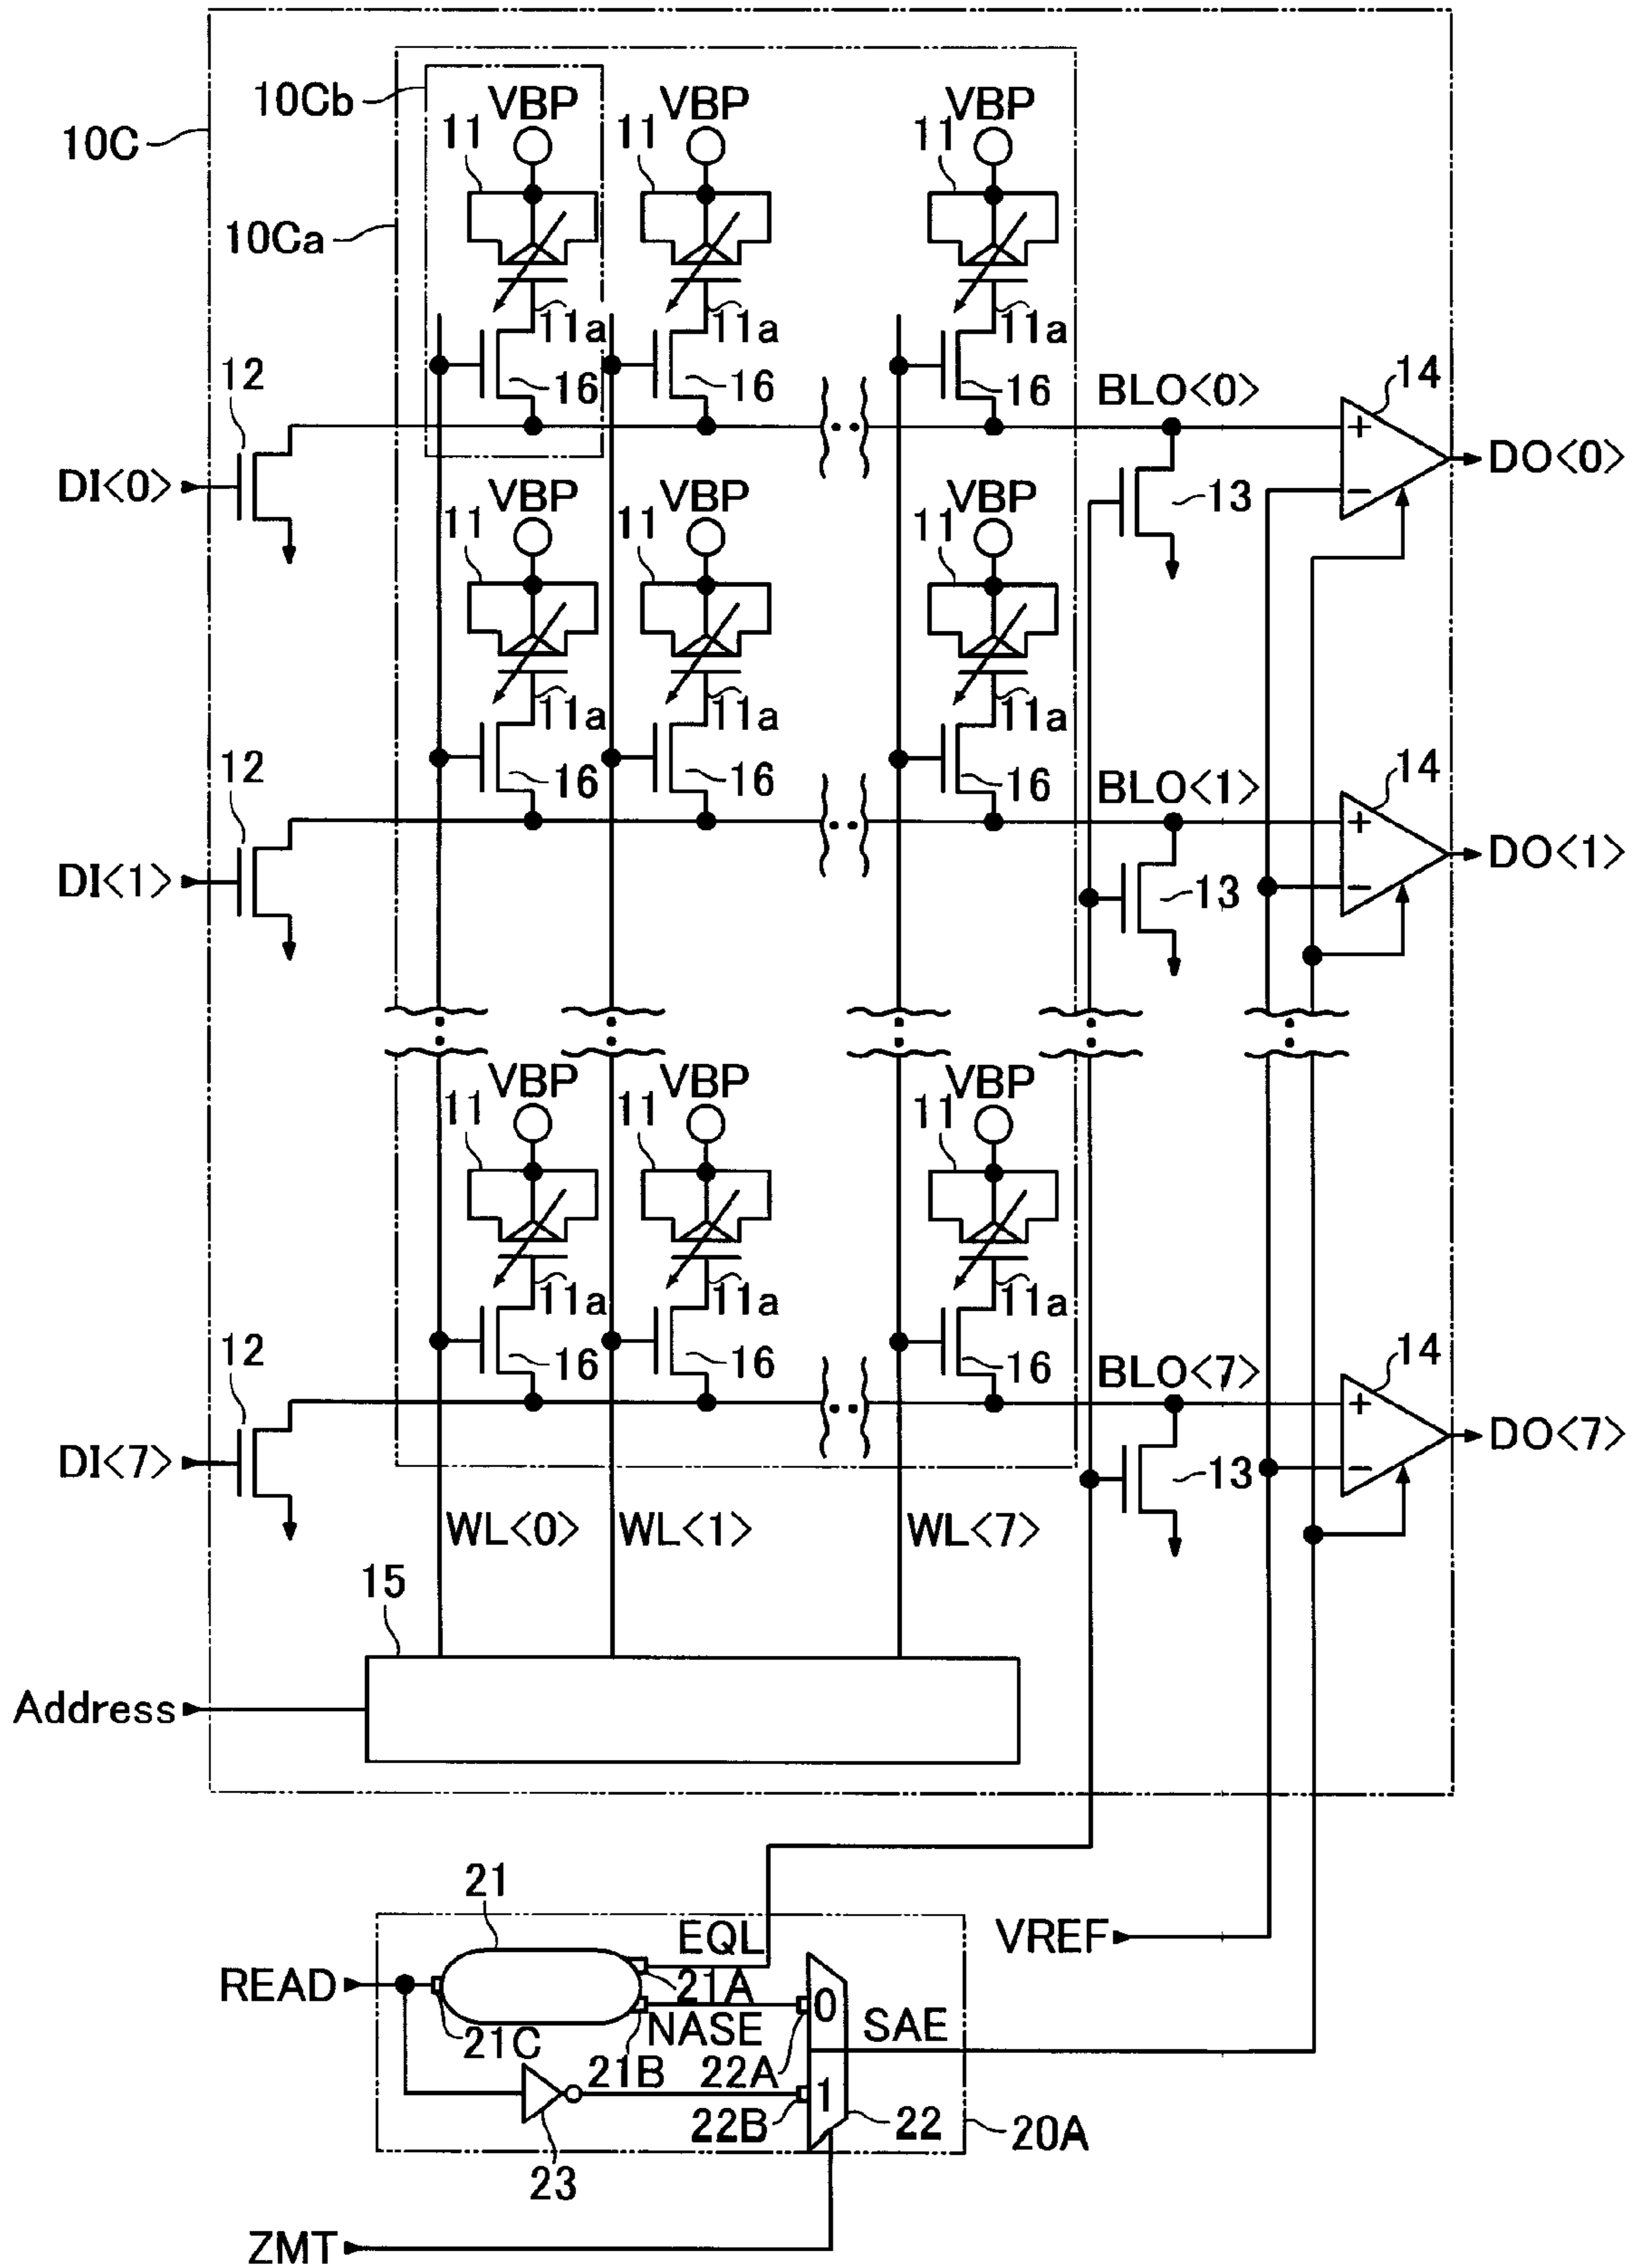 10C
10Cb
10Ca
VBP VBP VBP
11 11 11
11a 11a 11a
16 16 16
12
DI<0>
BLO<0>
14
+
−
DO<0>
13
VBP VBP VBP
11 11 11
11a 11a 11a
16 16 16
12
DI<1>
BLO<1>
14
+
−
DO<1>
13
VBP VBP VBP
11 11 11
11a 11a 11a
16 16 16
12
DI<7>
BLO<7>
14
+
−
DO<7>
13
WL<0> WL<1> WL<7>
15
Address
21
EQL
VREF
READ
21A
0
SAE
21C
NASE
21B
22A
1
22B
22
20A
23
ZMT